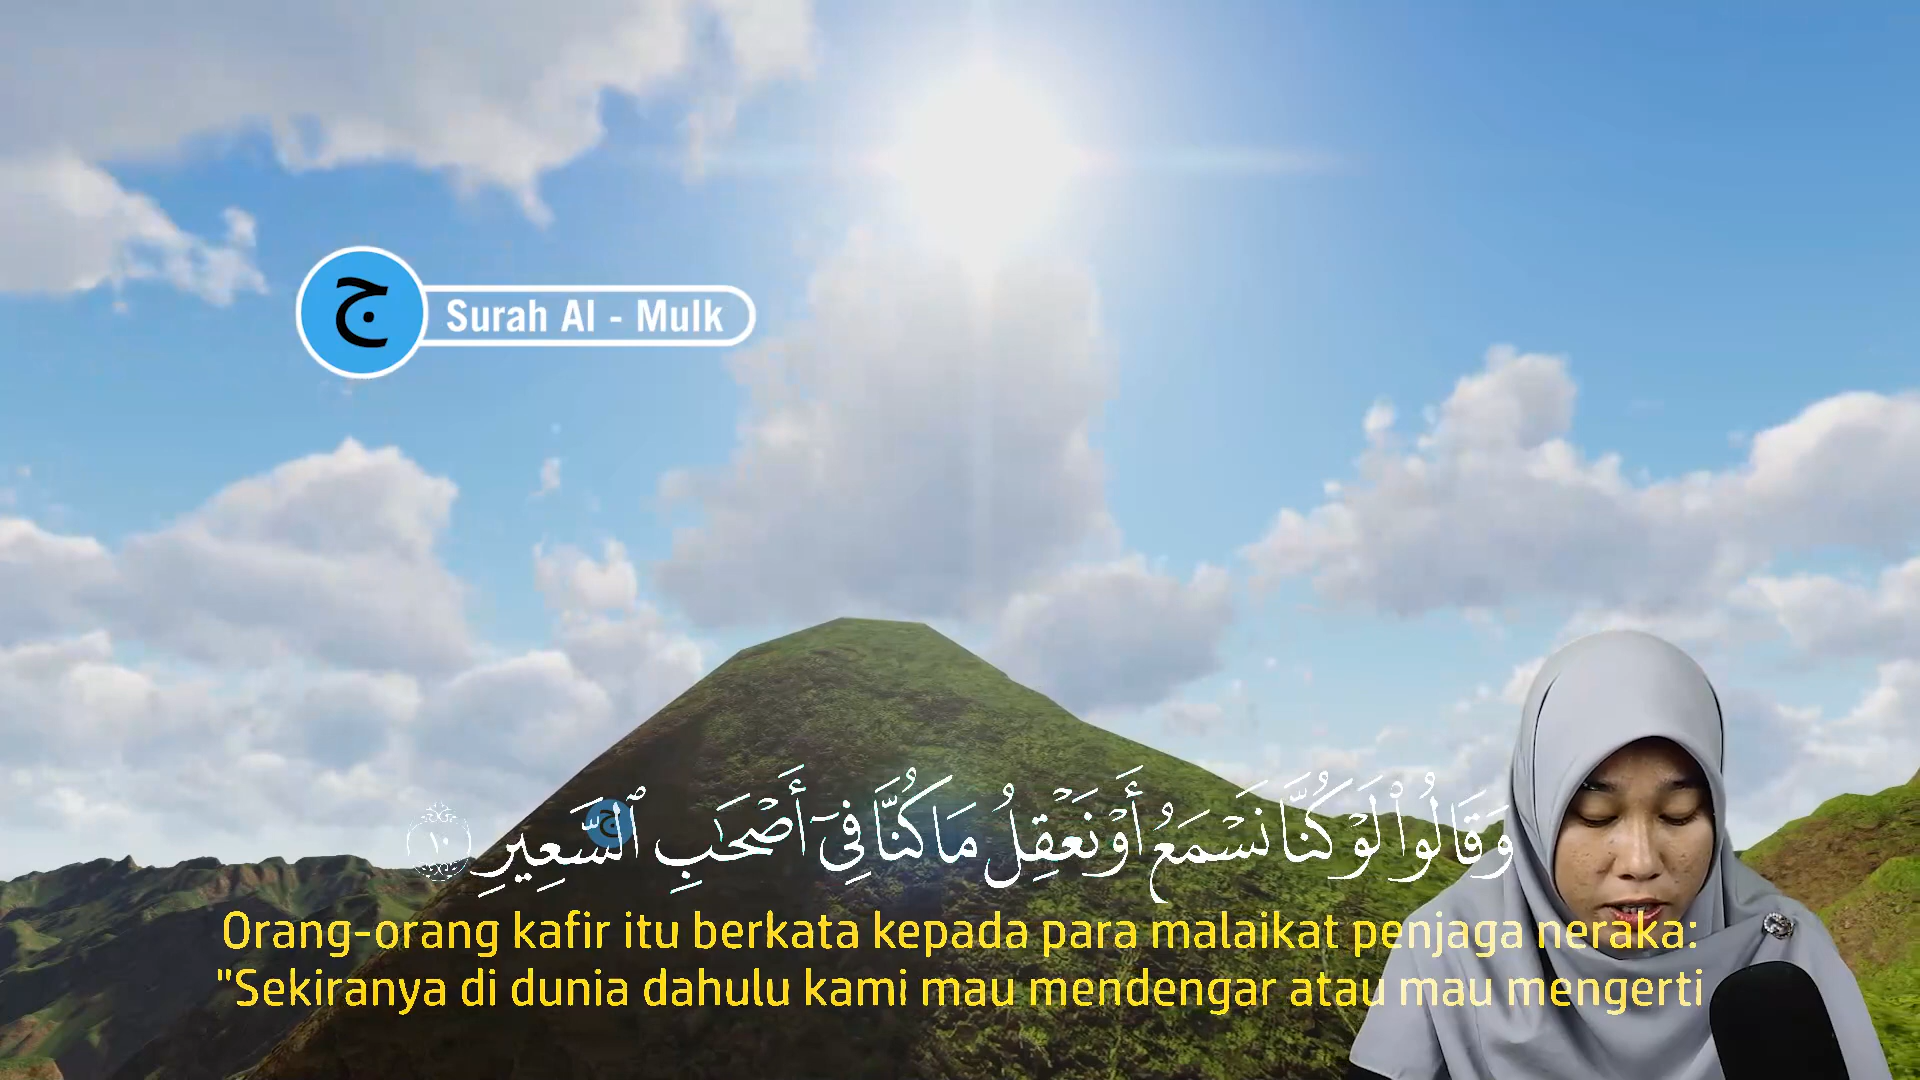 ج
Surah Al - Mulk
وَقَالُوا۟ لَوْ كُنَّا نَسْمَعُ أَوْ نَعْقِلُ مَا كُنَّا فِىٓ أَصْحَـٰبِ ٱلسَّعِيرِ ١٠
ج
Orang-orang kafir itu berkata kepada para malaikat penjaga neraka:
"Sekiranya di dunia dahulu kami mau mendengar atau mau mengerti